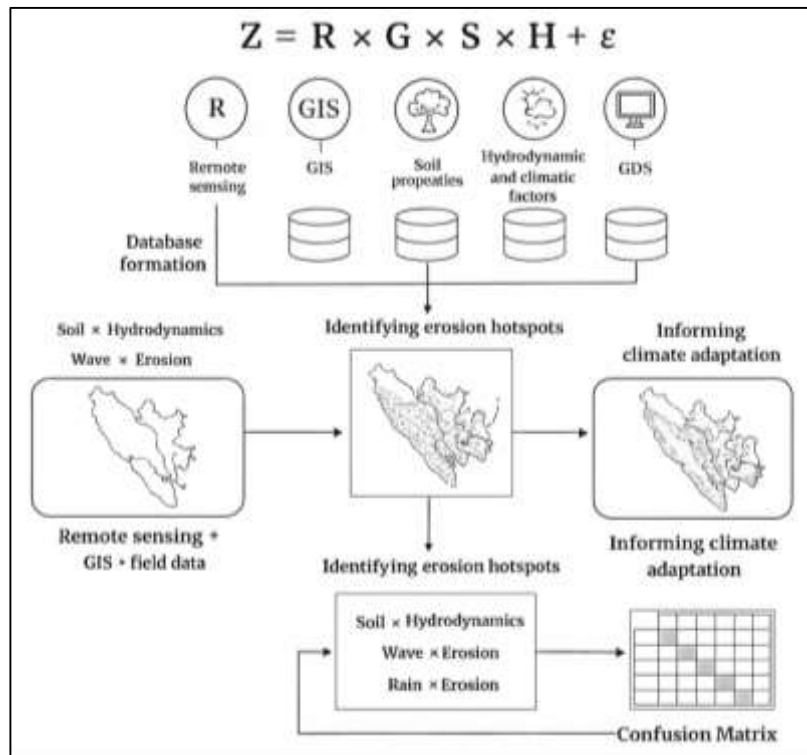 Z = R × G × S × H + ε
R
GIS
Remote
semsing
GIS
Soil
propeaties
Hydrodynamic
and climatic
factors
GDS
Database
formation
Soil × Hydrodynamics
Wave × Erosion
Identifying erosion hotspots
Informing
climate adaptation
Remote sensing +
GIS • field data
Identifying erosion hotspots
Informing climate
adaptation
Soil × Hydrodynamics
Wave × Erosion
Rain × Erosion
Confusion Matrix